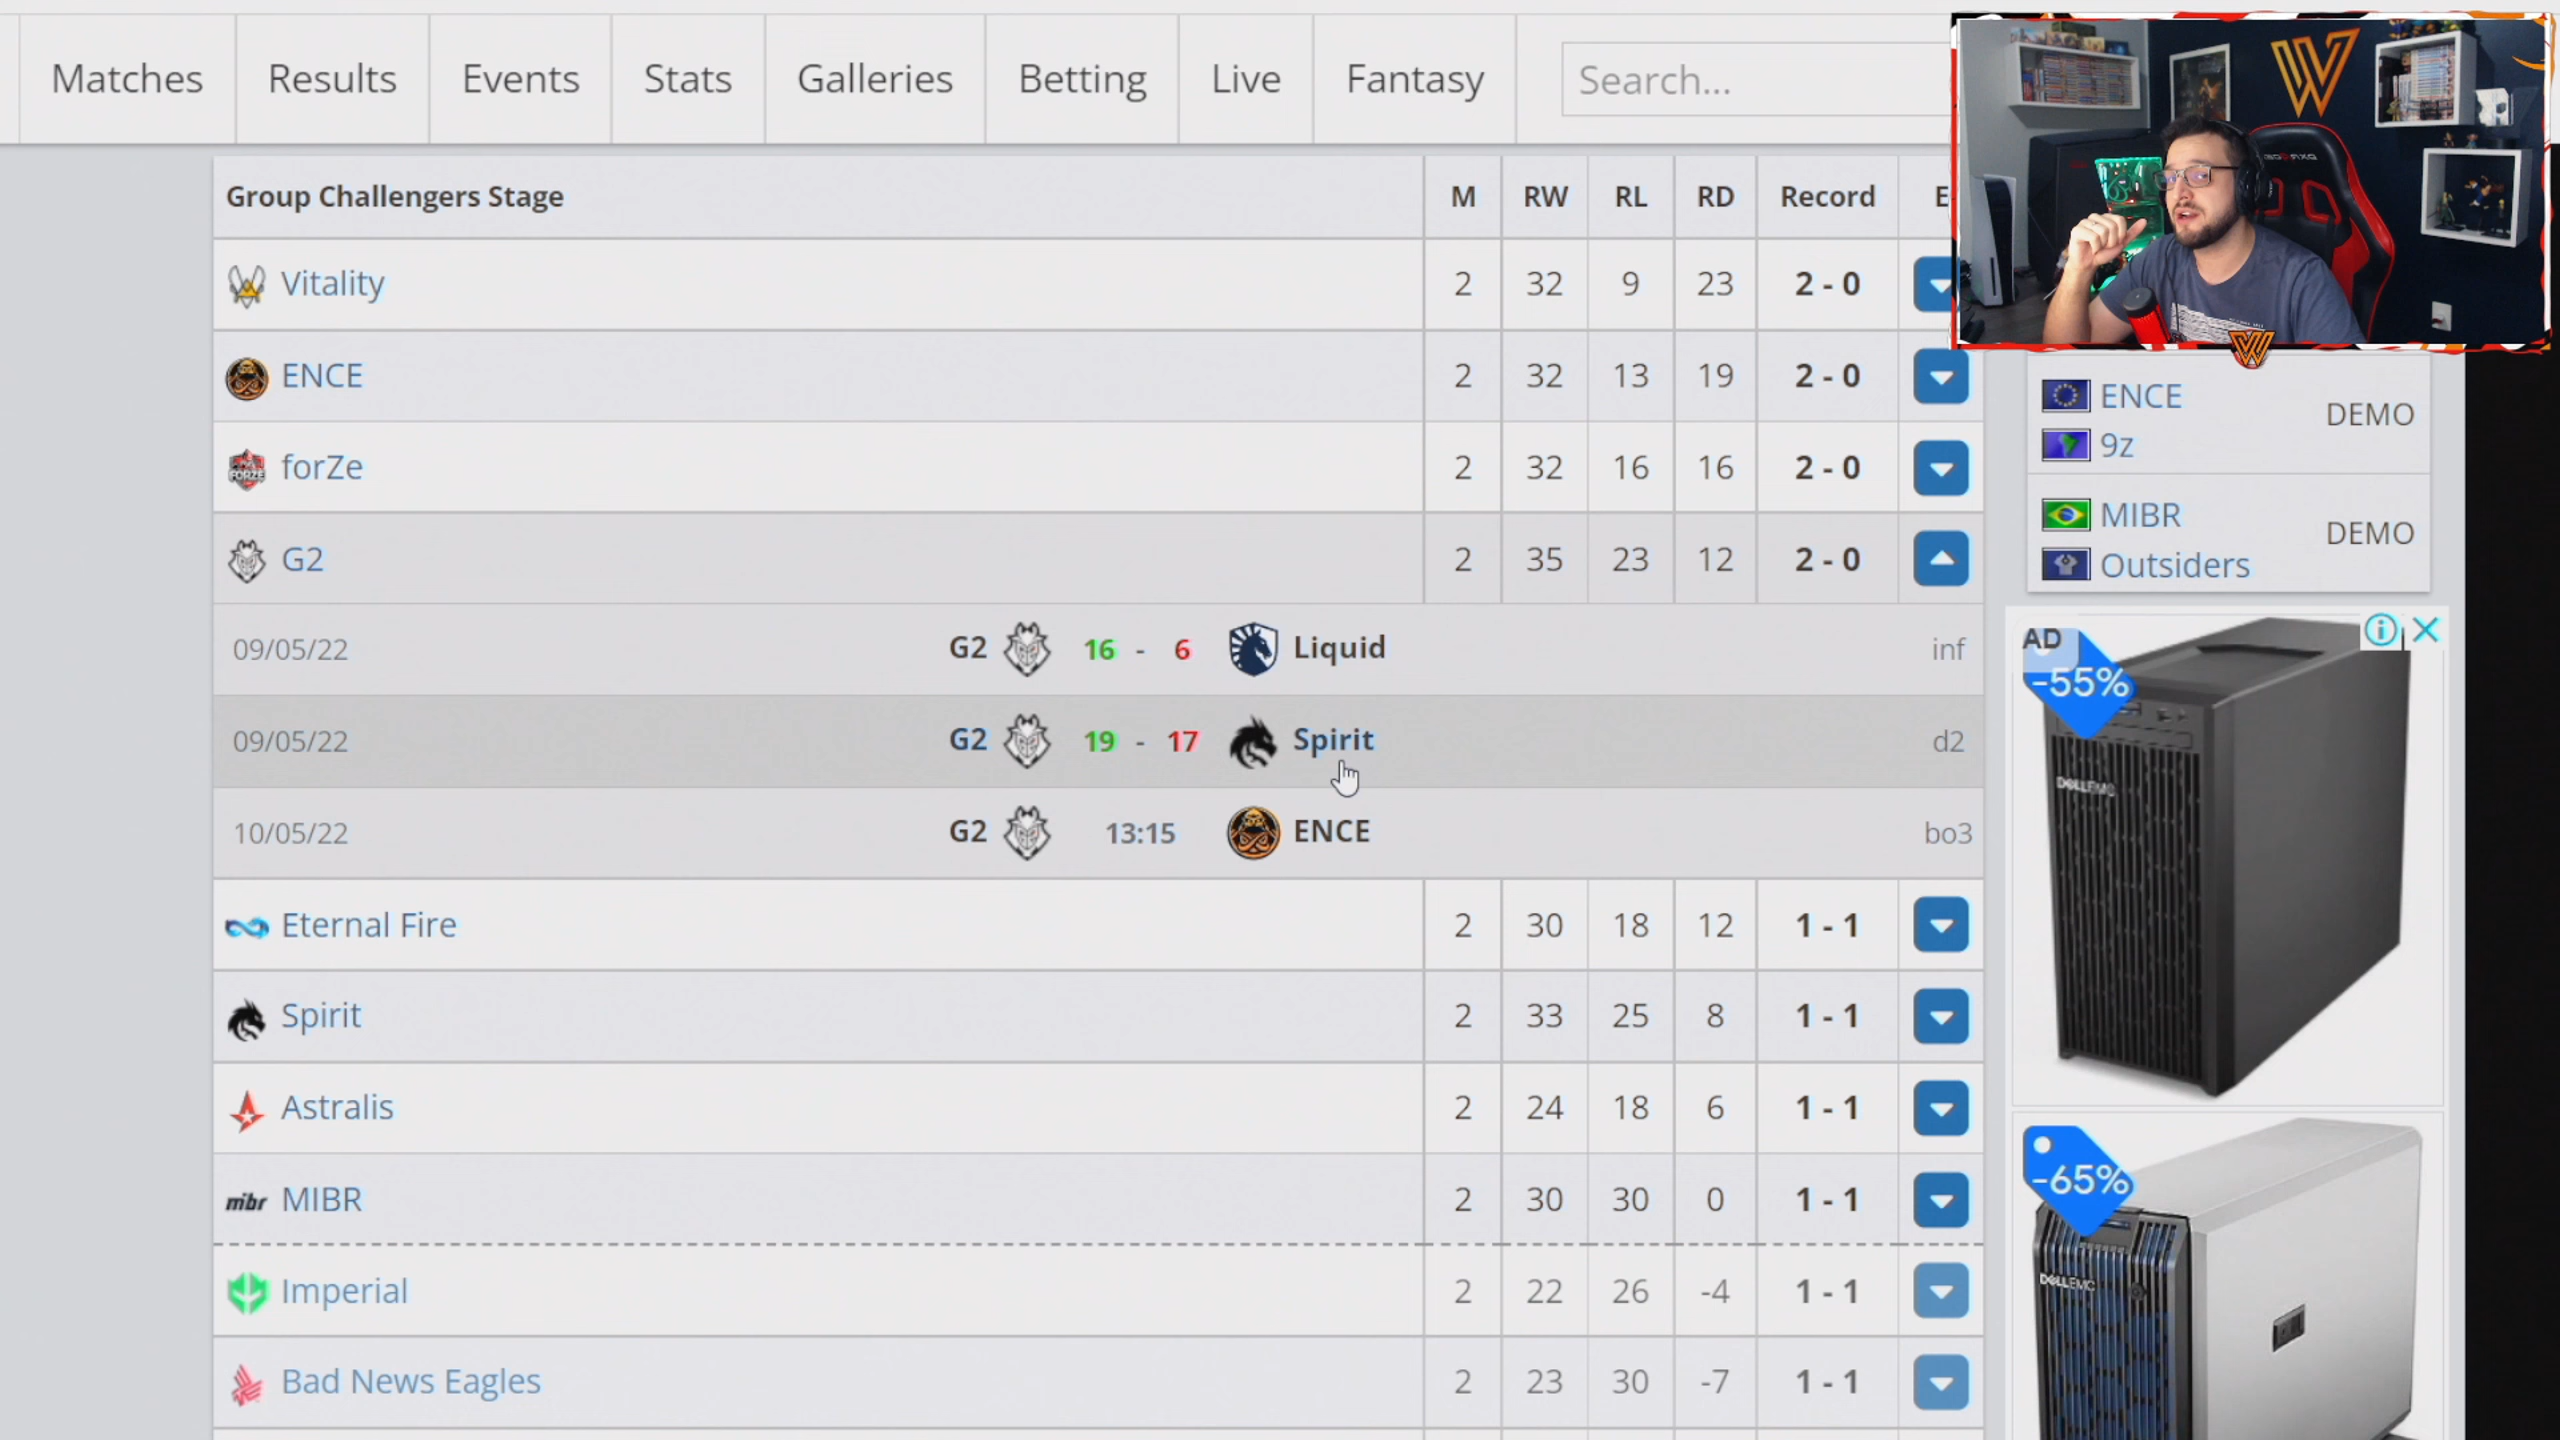 Matches Results Events Stats Galleries Betting Live Fantasy Search...
Group Challengers Stage M RW RL RD Record
Vitality 2 32 9 23 2 - 0
ENCE 2 32 13 19 2 - 0
forZe 2 32 16 16 2 - 0
G2 2 35 23 12 2 - 0
09/05/22 G2 16 - 6 Liquid inf
09/05/22 G2 19 - 17 Spirit d2
10/05/22 G2 13:15 ENCE bo3
Eternal Fire 2 30 18 12 1 - 1
Spirit 2 33 25 8 1 - 1
Astralis 2 24 18 6 1 - 1
mibr MIBR 2 30 30 0 1 - 1
Imperial 2 22 26 -4 1 - 1
Bad News Eagles 2 23 30 -7 1 - 1
ENCE
9z
DEMO
MIBR
Outsiders
DEMO
AD
-55%
DELLEMC
-65%
DELLEMC